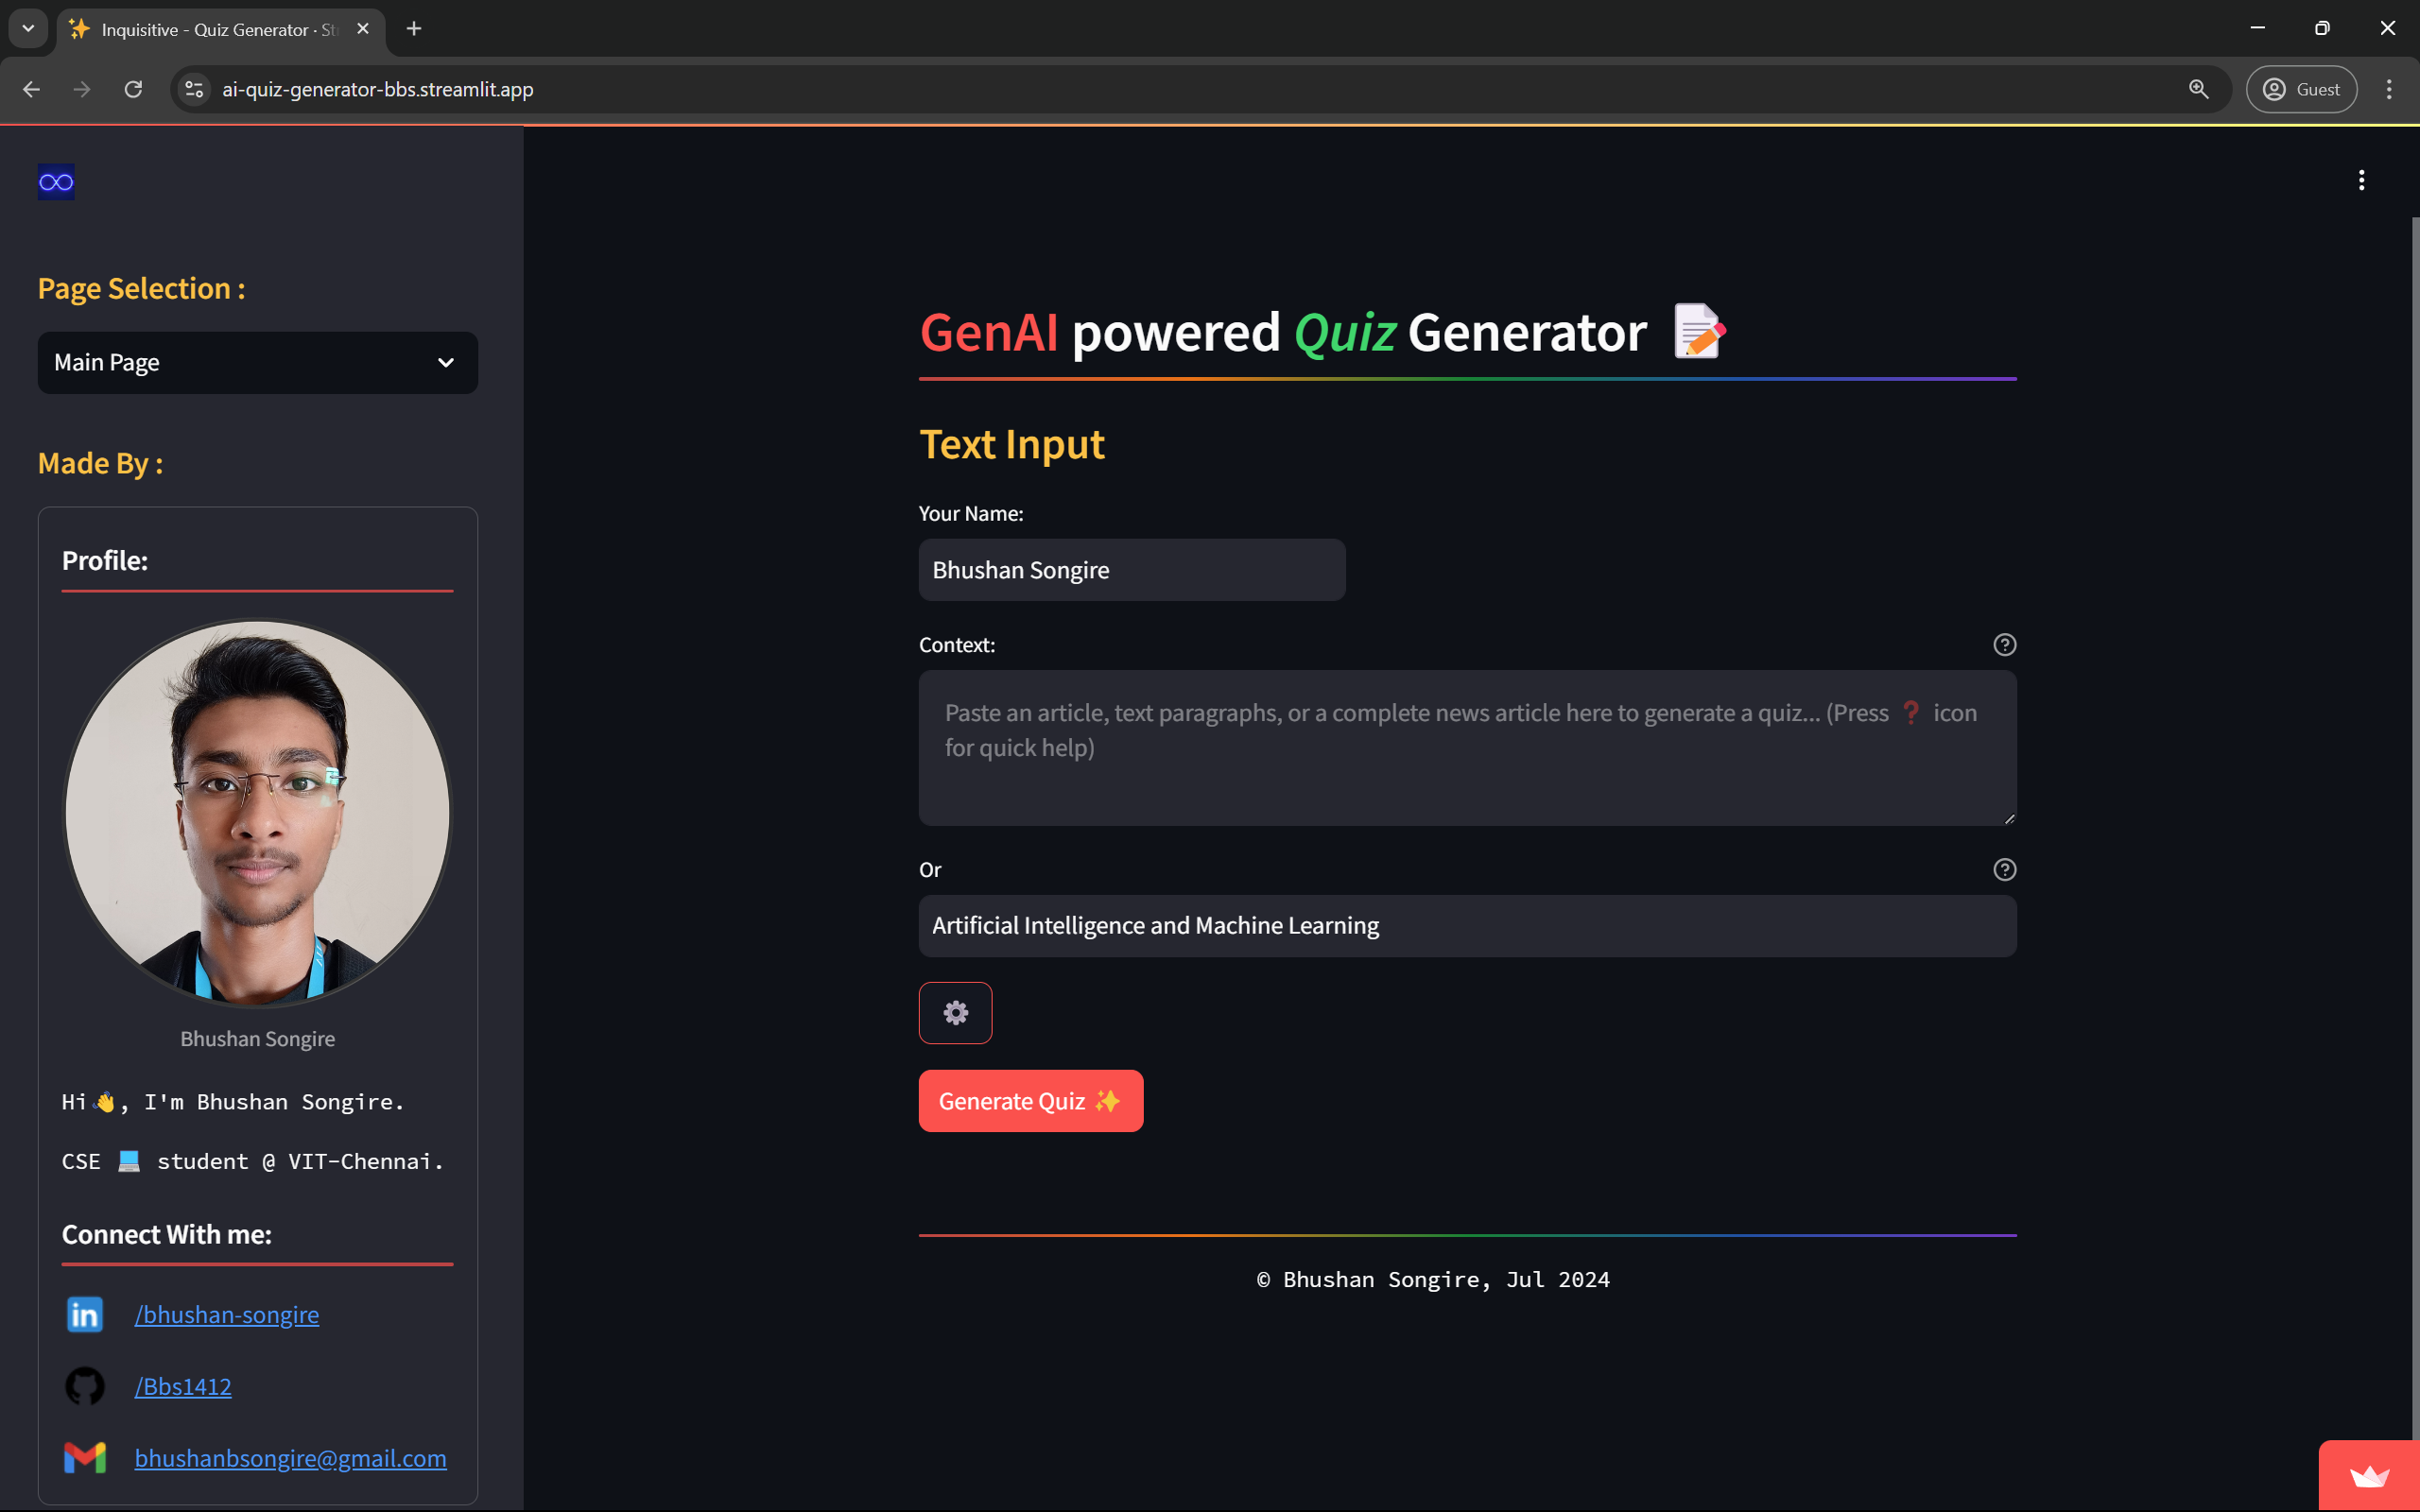 Inquisitive - Quiz Generator · St
ai-quiz-generator-bbs.streamlit.app
Guest
Page Selection :
Main Page
Made By :
Profile:
Bhushan Songire
Hi👋, I'm Bhushan Songire.
CSE 💻 student @ VIT-Chennai.
Connect With me:
in
/bhushan-songire
/Bbs1412
bhushanbsongire@gmail.com
GenAI powered Quiz Generator 📝
Text Input
Your Name:
Bhushan Songire
Context:
Paste an article, text paragraphs, or a complete news article here to generate a quiz... (Press ❓ icon
for quick help)
Or
Artificial Intelligence and Machine Learning
Generate Quiz ✨
© Bhushan Songire, Jul 2024